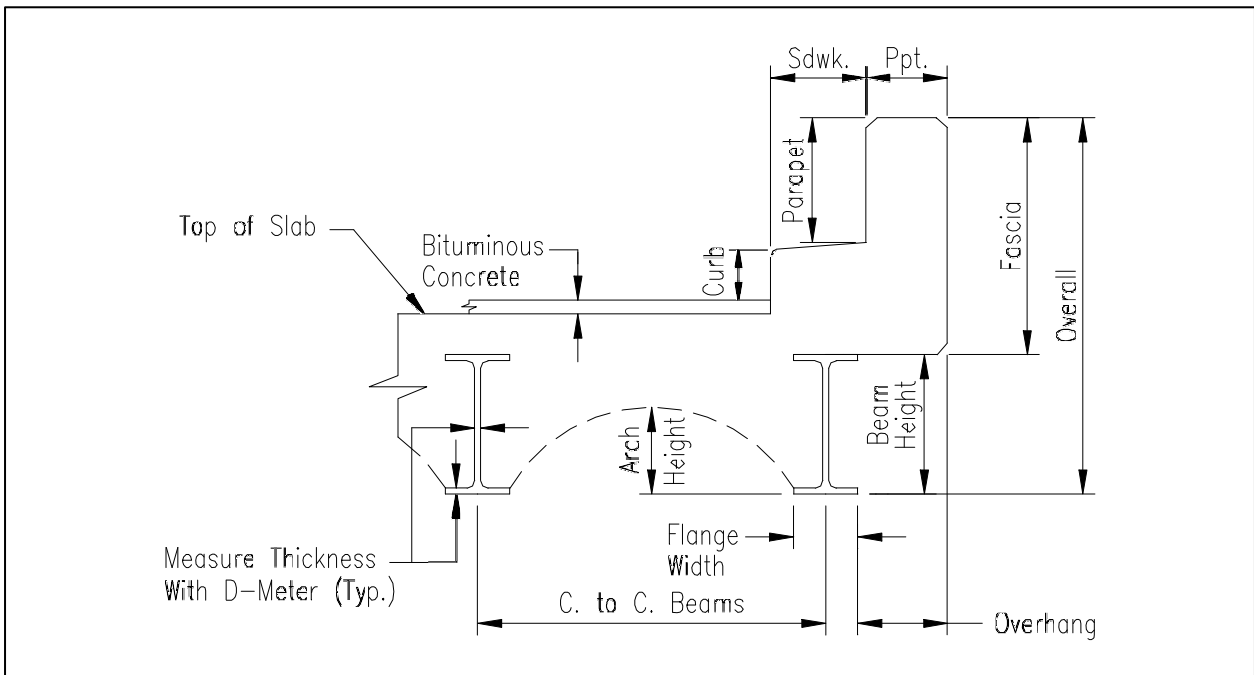 Sdwk.
Ppt.
Parapet
Top of Slab
Bituminous
Concrete
Curb
Fascia
Overall
Beam
Height
Arch
Height
Flange
Width
Measure Thickness
With D-Meter (Typ.)
C. to C. Beams
Overhang